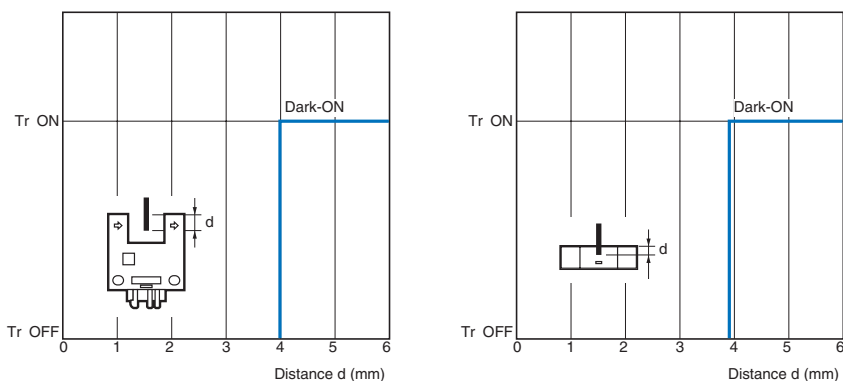 Dark-ON
Tr ON
d
Tr OFF
0 1 2 3 4 5 6
Distance d (mm)
Dark-ON
Tr ON
d
Tr OFF
0 1 2 3 4 5 6
Distance d (mm)